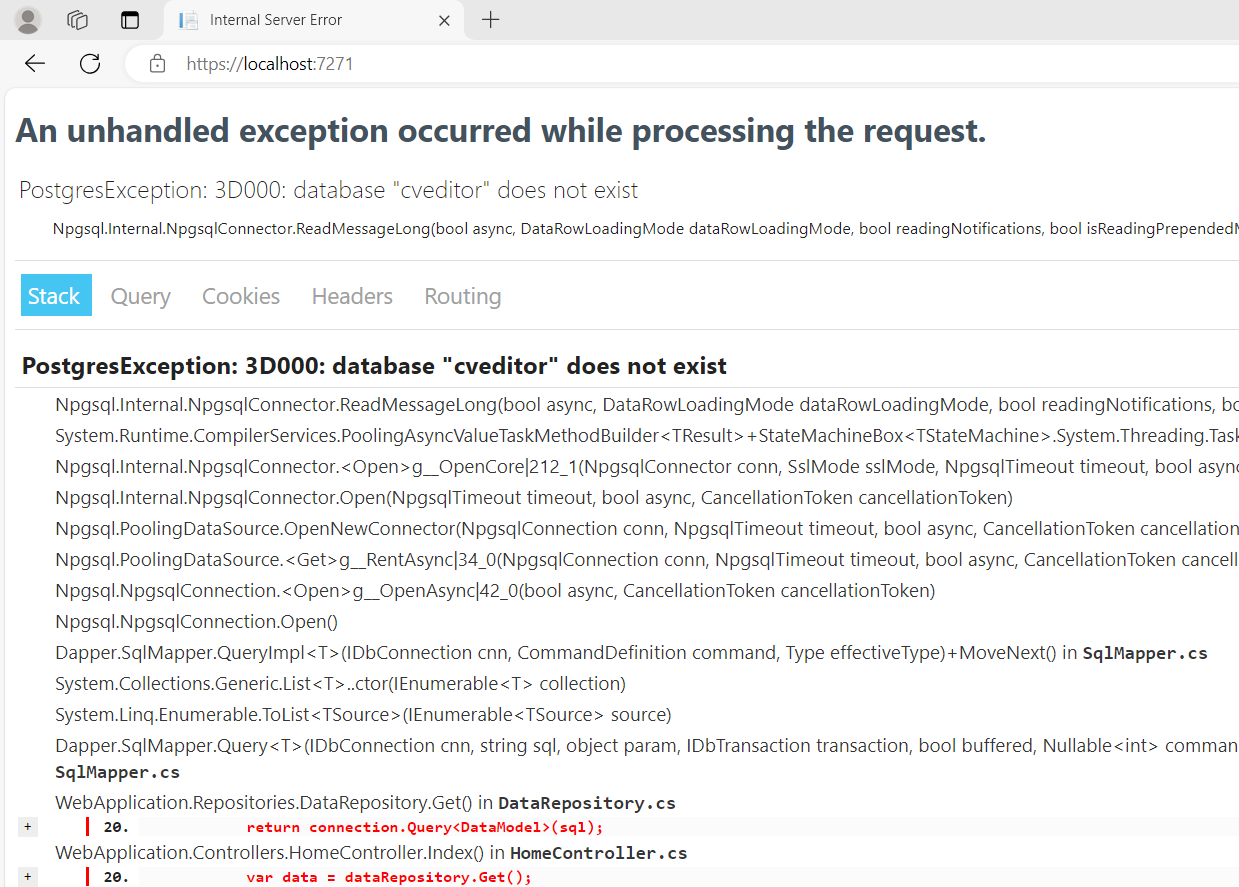 Internal Server Error
https://localhost:7271
An unhandled exception occurred while processing the request.
PostgresException: 3D000: database "cveditor" does not exist
Npgsql.Internal.NpgsqlConnector.ReadMessageLong(bool async, DataRowLoadingMode dataRowLoadingMode, bool readingNotifications, bool isReadingPrependedM
Stack Query Cookies Headers Routing
PostgresException: 3D000: database "cveditor" does not exist
Npgsql.Internal.NpgsqlConnector.ReadMessageLong(bool async, DataRowLoadingMode dataRowLoadingMode, bool readingNotifications, bo
System.Runtime.CompilerServices.PoolingAsyncValueTaskMethodBuilder<TResult>+StateMachineBox<TStateMachine>.System.Threading.Task
Npgsql.Internal.NpgsqlConnector.<Open>g__OpenCore|212_1(NpgsqlConnector conn, SslMode sslMode, NpgsqlTimeout timeout, bool async
Npgsql.Internal.NpgsqlConnector.Open(NpgsqlTimeout timeout, bool async, CancellationToken cancellationToken)
Npgsql.PoolingDataSource.OpenNewConnector(NpgsqlConnection conn, NpgsqlTimeout timeout, bool async, CancellationToken cancellation
Npgsql.PoolingDataSource.<Get>g__RentAsync|34_0(NpgsqlConnection conn, NpgsqlTimeout timeout, bool async, CancellationToken cancell
Npgsql.NpgsqlConnection.<Open>g__OpenAsync|42_0(bool async, CancellationToken cancellationToken)
Npgsql.NpgsqlConnection.Open()
Dapper.SqlMapper.QueryImpl<T>(IDbConnection cnn, CommandDefinition command, Type effectiveType)+MoveNext() in SqlMapper.cs
System.Collections.Generic.List<T>..ctor(IEnumerable<T> collection)
System.Linq.Enumerable.ToList<TSource>(IEnumerable<TSource> source)
Dapper.SqlMapper.Query<T>(IDbConnection cnn, string sql, object param, IDbTransaction transaction, bool buffered, Nullable<int> comman
SqlMapper.cs
WebApplication.Repositories.DataRepository.Get() in DataRepository.cs
+ 20. return connection.Query<DataModel>(sql);
WebApplication.Controllers.HomeController.Index() in HomeController.cs
+ 20. var data = dataRepository.Get();